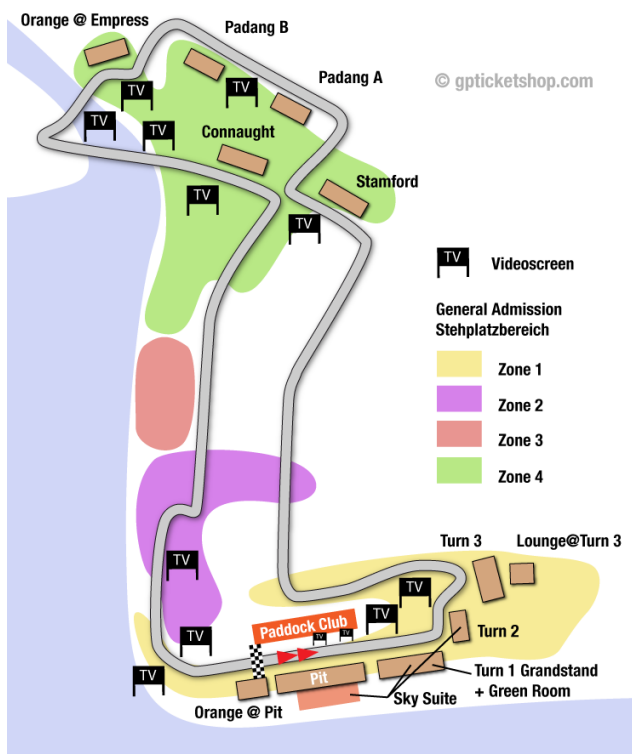 Orange @ Empress
Padang B
Padang A
© gpticketshop.com
TV
TV
TV
TV
Connaught
Stamford
TV
TV
TV
Videoscreen
General Admission
Stehplatzbereich
Zone 1
Zone 2
Zone 3
Zone 4
Turn 3
Lounge@Turn 3
TV
TV
TV
Paddock Club
TV
TV
TV
Turn 2
TV
Pit
Turn 1 Grandstand
+ Green Room
Sky Suite
Orange @ Pit